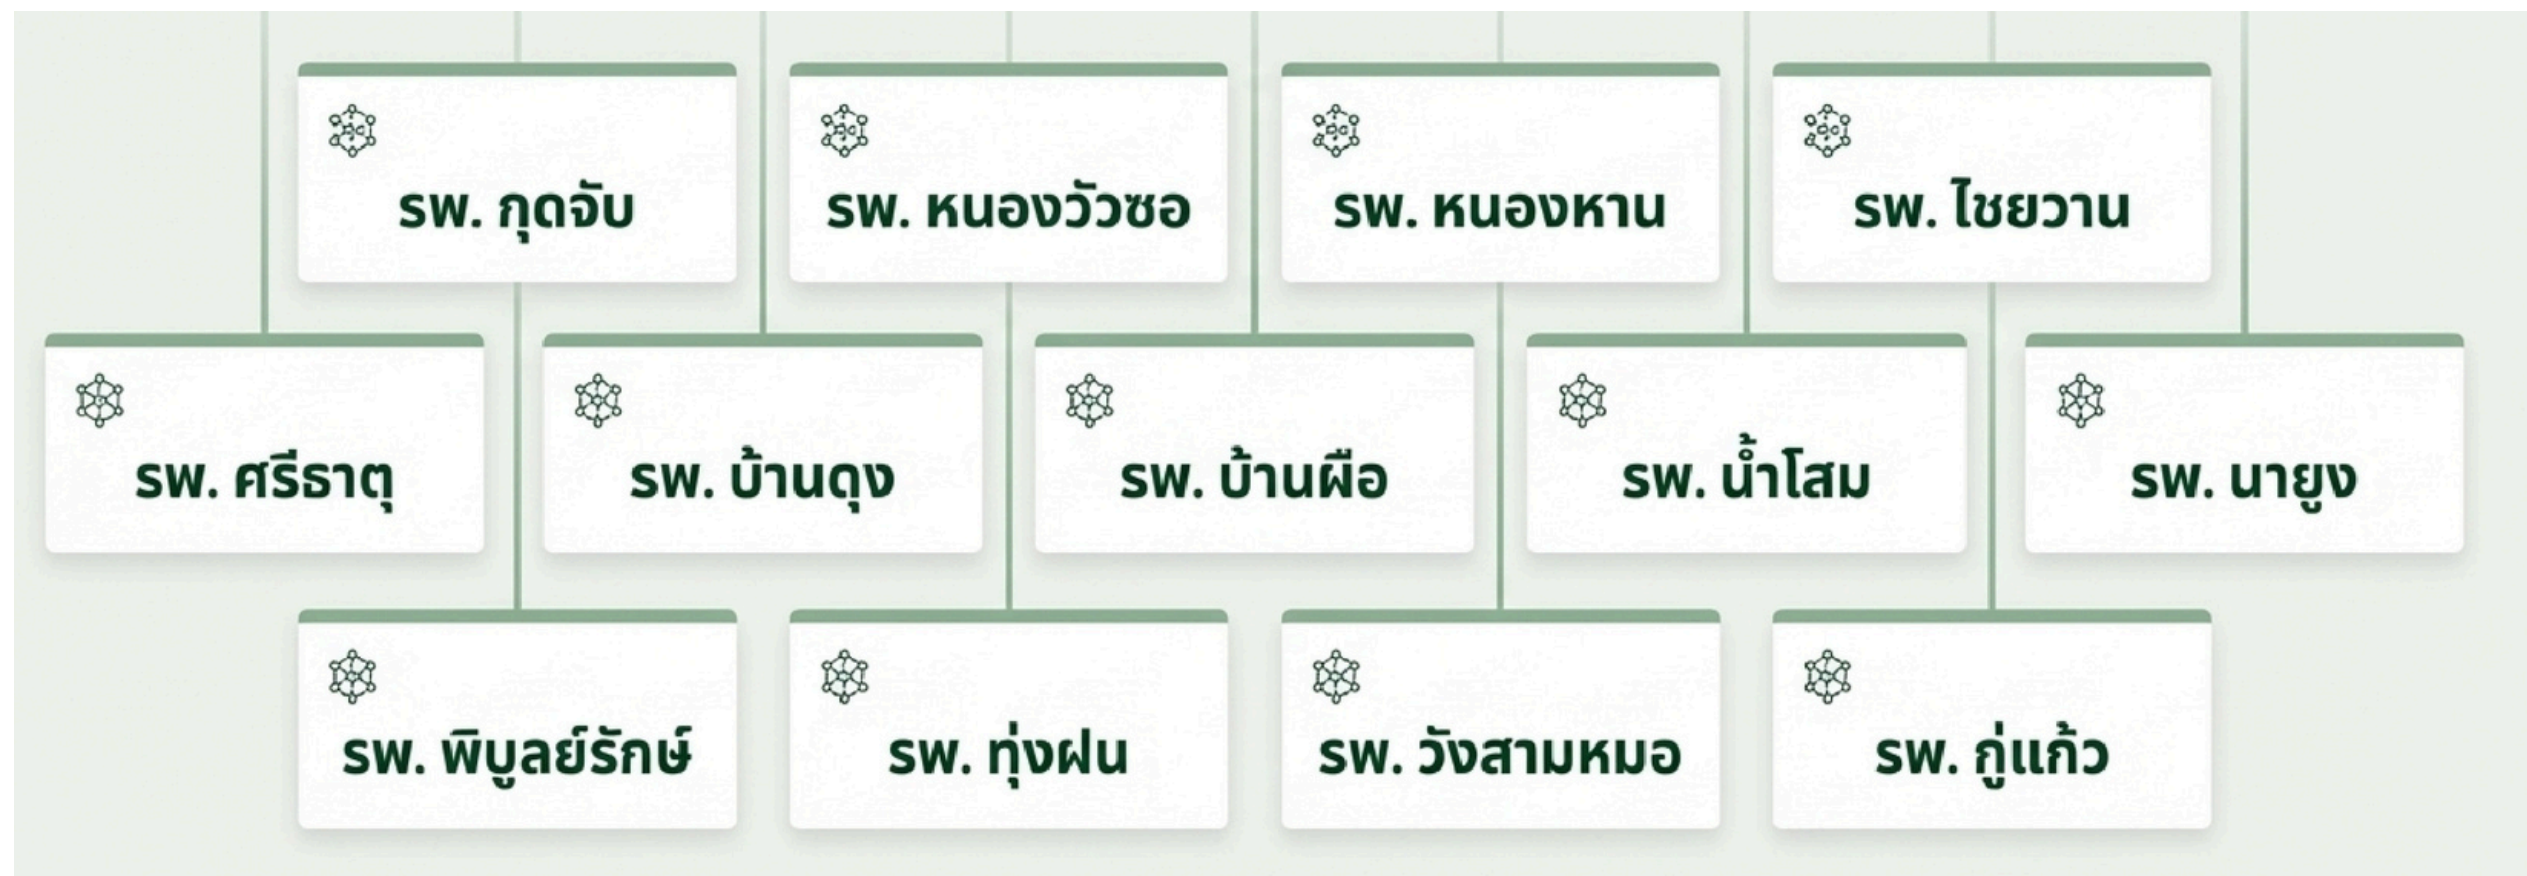 รพ. กุดจับ
รพ. หนองวัวซอ
รพ. หนองหาน
รพ. ไชยวาน
รพ. ศรีธาตุ
รพ. บ้านดุง
รพ. บ้านผือ
รพ. น้ำโสม
รพ. นายูง
รพ. พิบูลย์รักษ์
รพ. ทุ่งฝน
รพ. วังสามหมอ
รพ. กู่แก้ว